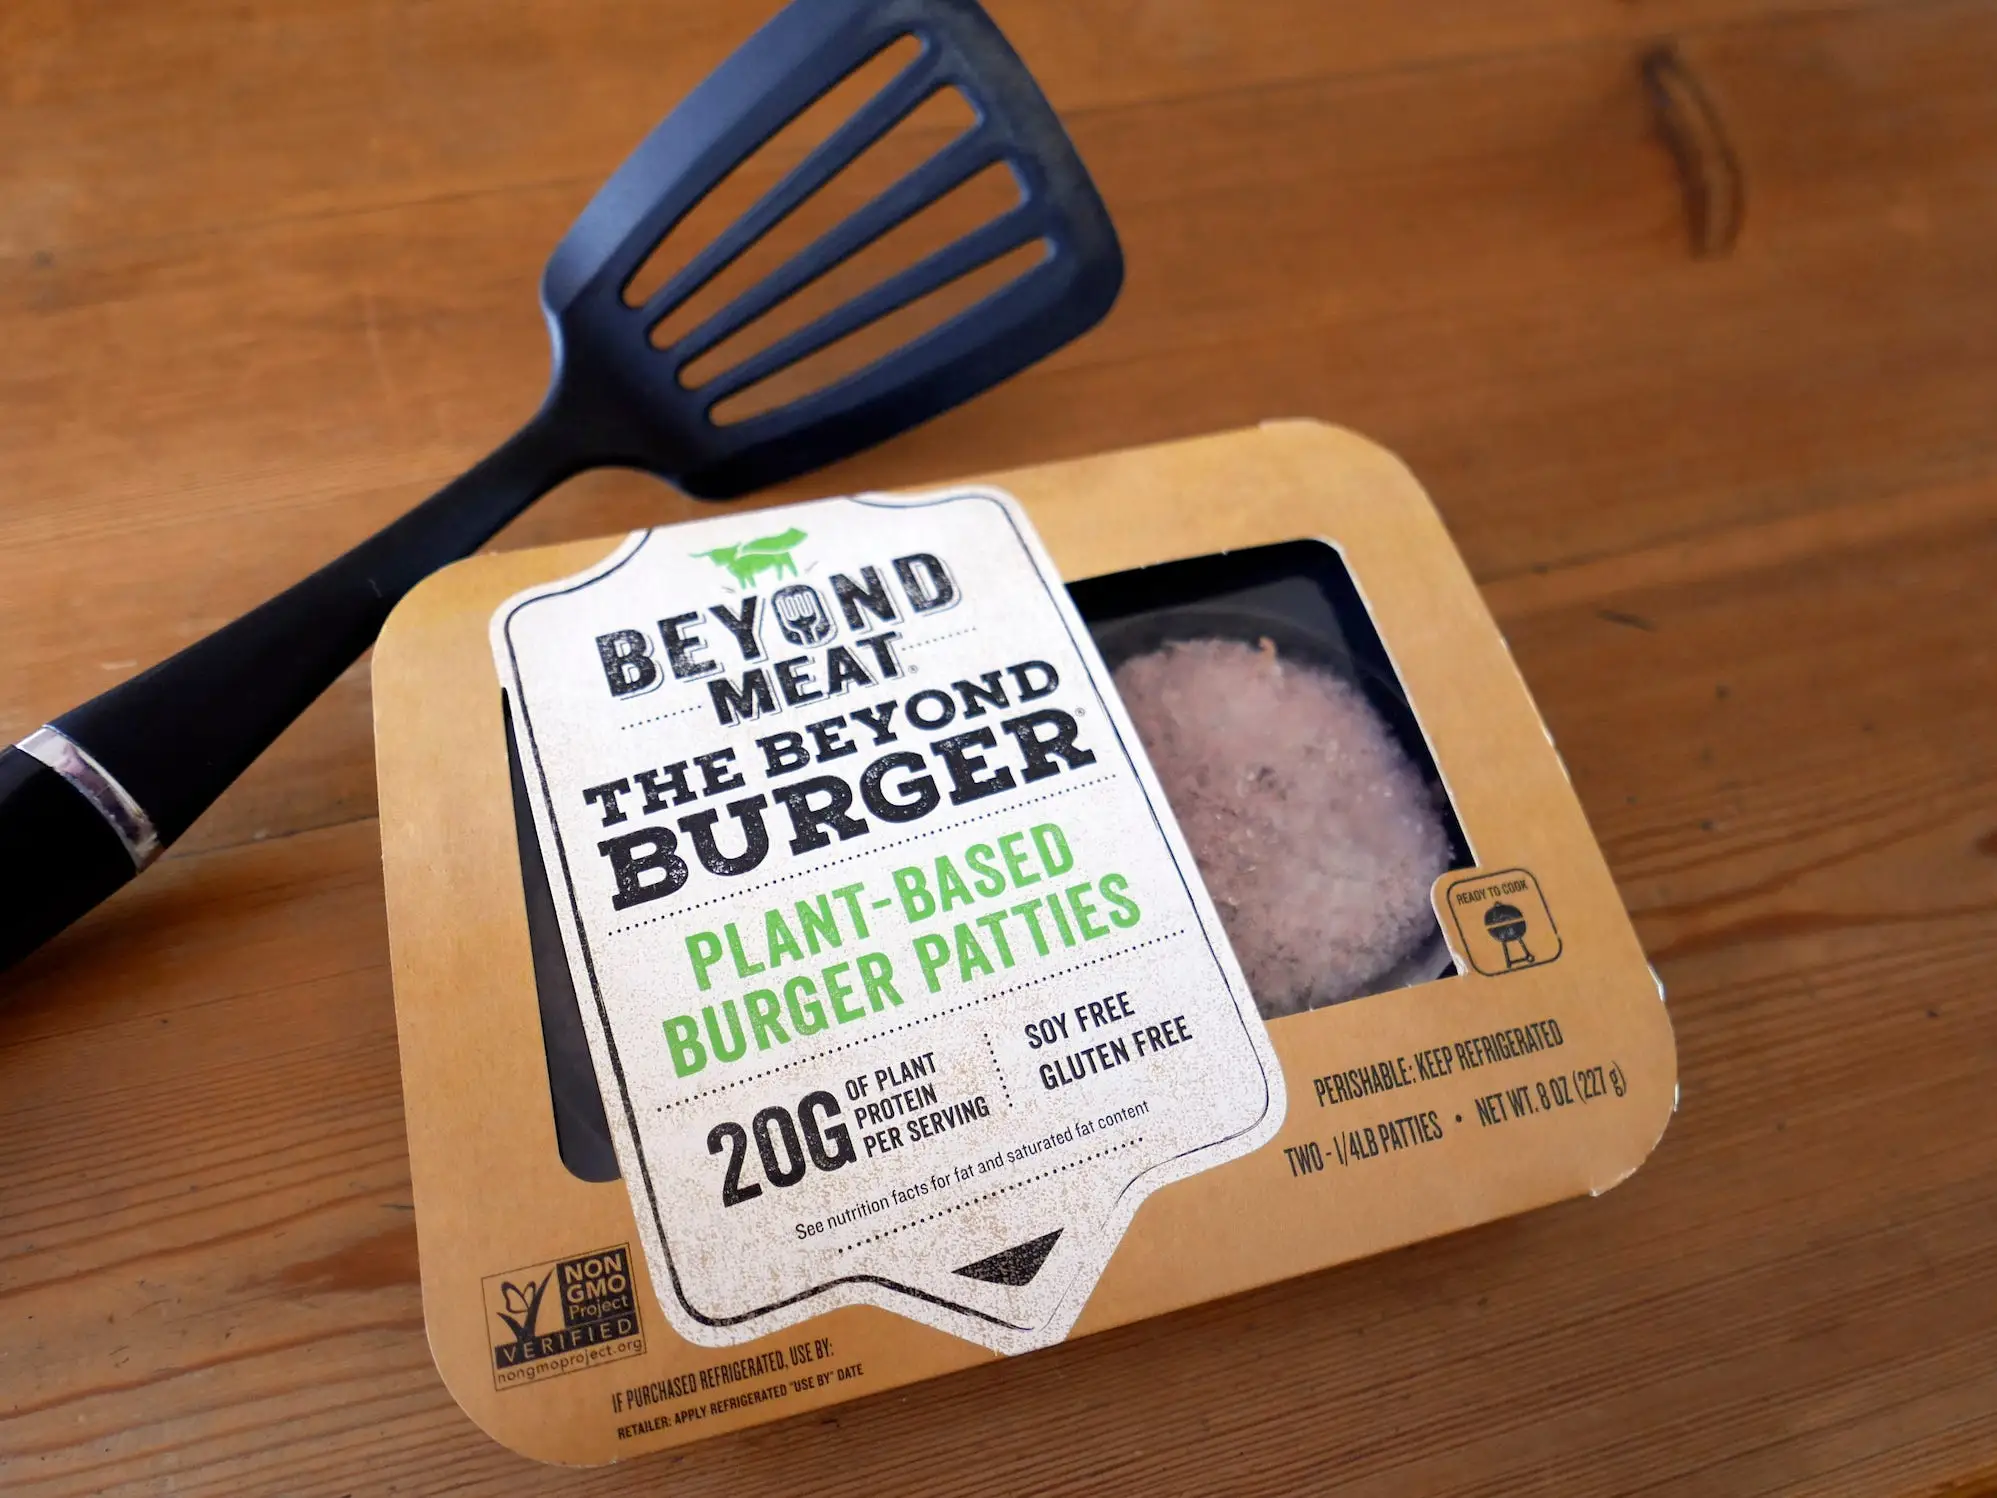 BEYOND
MEAT®
THE BEYOND
BURGER®
PLANT-BASED
BURGER PATTIES
20G OF PLANT
PROTEIN
PER SERVING
SOY FREE
GLUTEN FREE
See nutrition facts for fat and saturated fat content
READY TO COOK
PERISHABLE: KEEP REFRIGERATED
TWO - 1/4LB PATTIES • NET WT. 8 OZ (227 g)
NON
GMO
Project
VERIFIED
nongmoproject.org
IF PURCHASED REFRIGERATED, USE BY:
RETAILER: APPLY REFRIGERATED "USE BY" DATE